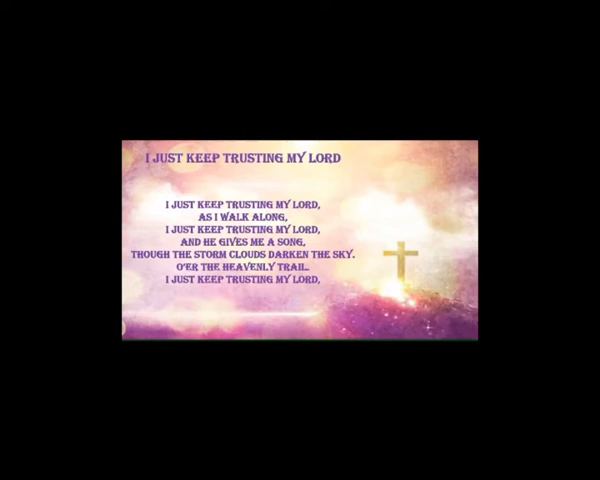 I JUST KEEP TRUSTING MY LORD
I JUST KEEP TRUSTING MY LORD,
AS I WALK ALONG,
I JUST KEEP TRUSTING MY LORD,
AND HE GIVES ME A SONG,
THOUGH THE STORM CLOUDS DARKEN THE SKY.
O'ER THE HEAVENLY TRAIL.
I JUST KEEP TRUSTING MY LORD,